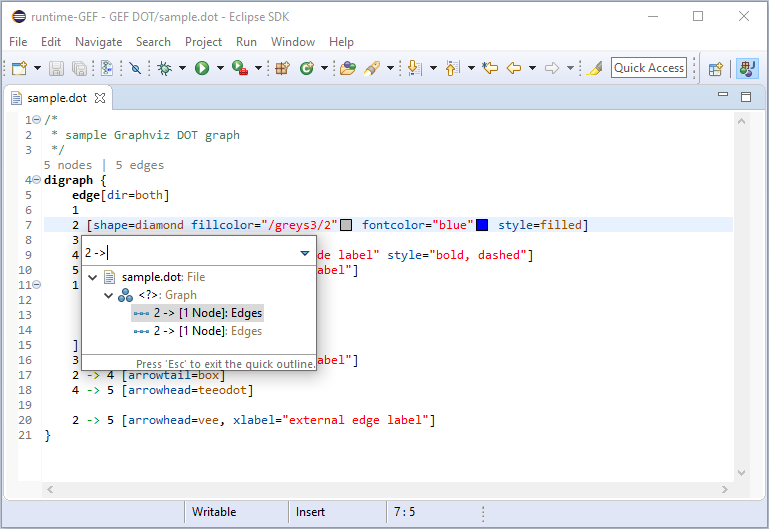 runtime-GEF - GEF DOT/sample.dot - Eclipse SDK
File Edit Navigate Search Project Run Window Help
Quick Access
sample.dot
1 /*
2 * sample Graphviz DOT graph
3 */
5 nodes | 5 edges
4 digraph {
5 edge[dir=both]
6 1
7 2 [shape=diamond fillcolor="/greys3/2" fontcolor="blue" style=filled]
8 3
9 4 de label" style="bold, dashed"]
10 5 abel"]
11 1
12
13
14
15 ]
16 3 abel"]
17 2 -> 4 [arrowtail=box]
18 4 -> 5 [arrowhead=teeodot]
19
20 2 -> 5 [arrowhead=vee, xlabel="external edge label"]
21 }
2 ->
sample.dot: File
<?>: Graph
2 -> [1 Node]: Edges
2 -> [1 Node]: Edges
Press 'Esc' to exit the quick outline.
Writable Insert 7 : 5